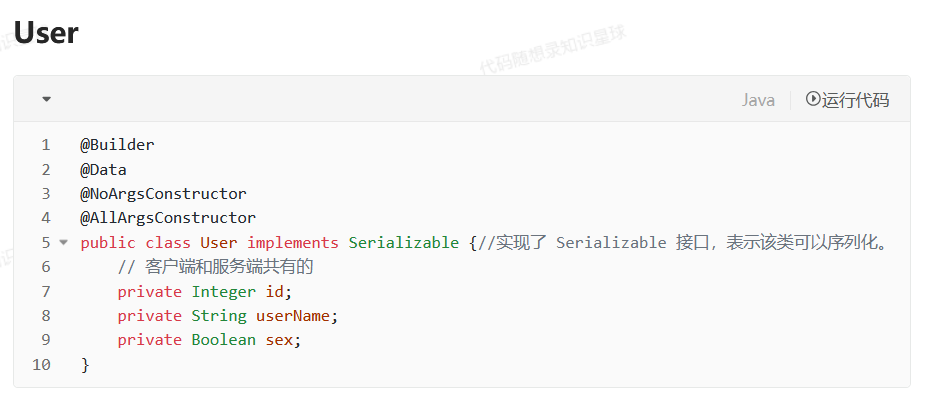 User
代码随想录知识星球
Java
运行代码
1 @Builder
2 @Data
3 @NoArgsConstructor
4 @AllArgsConstructor
5 public class User implements Serializable {//实现了 Serializable 接口，表示该类可以序列化。
6     // 客户端和服务端共有的
7     private Integer id;
8     private String userName;
9     private Boolean sex;
10 }